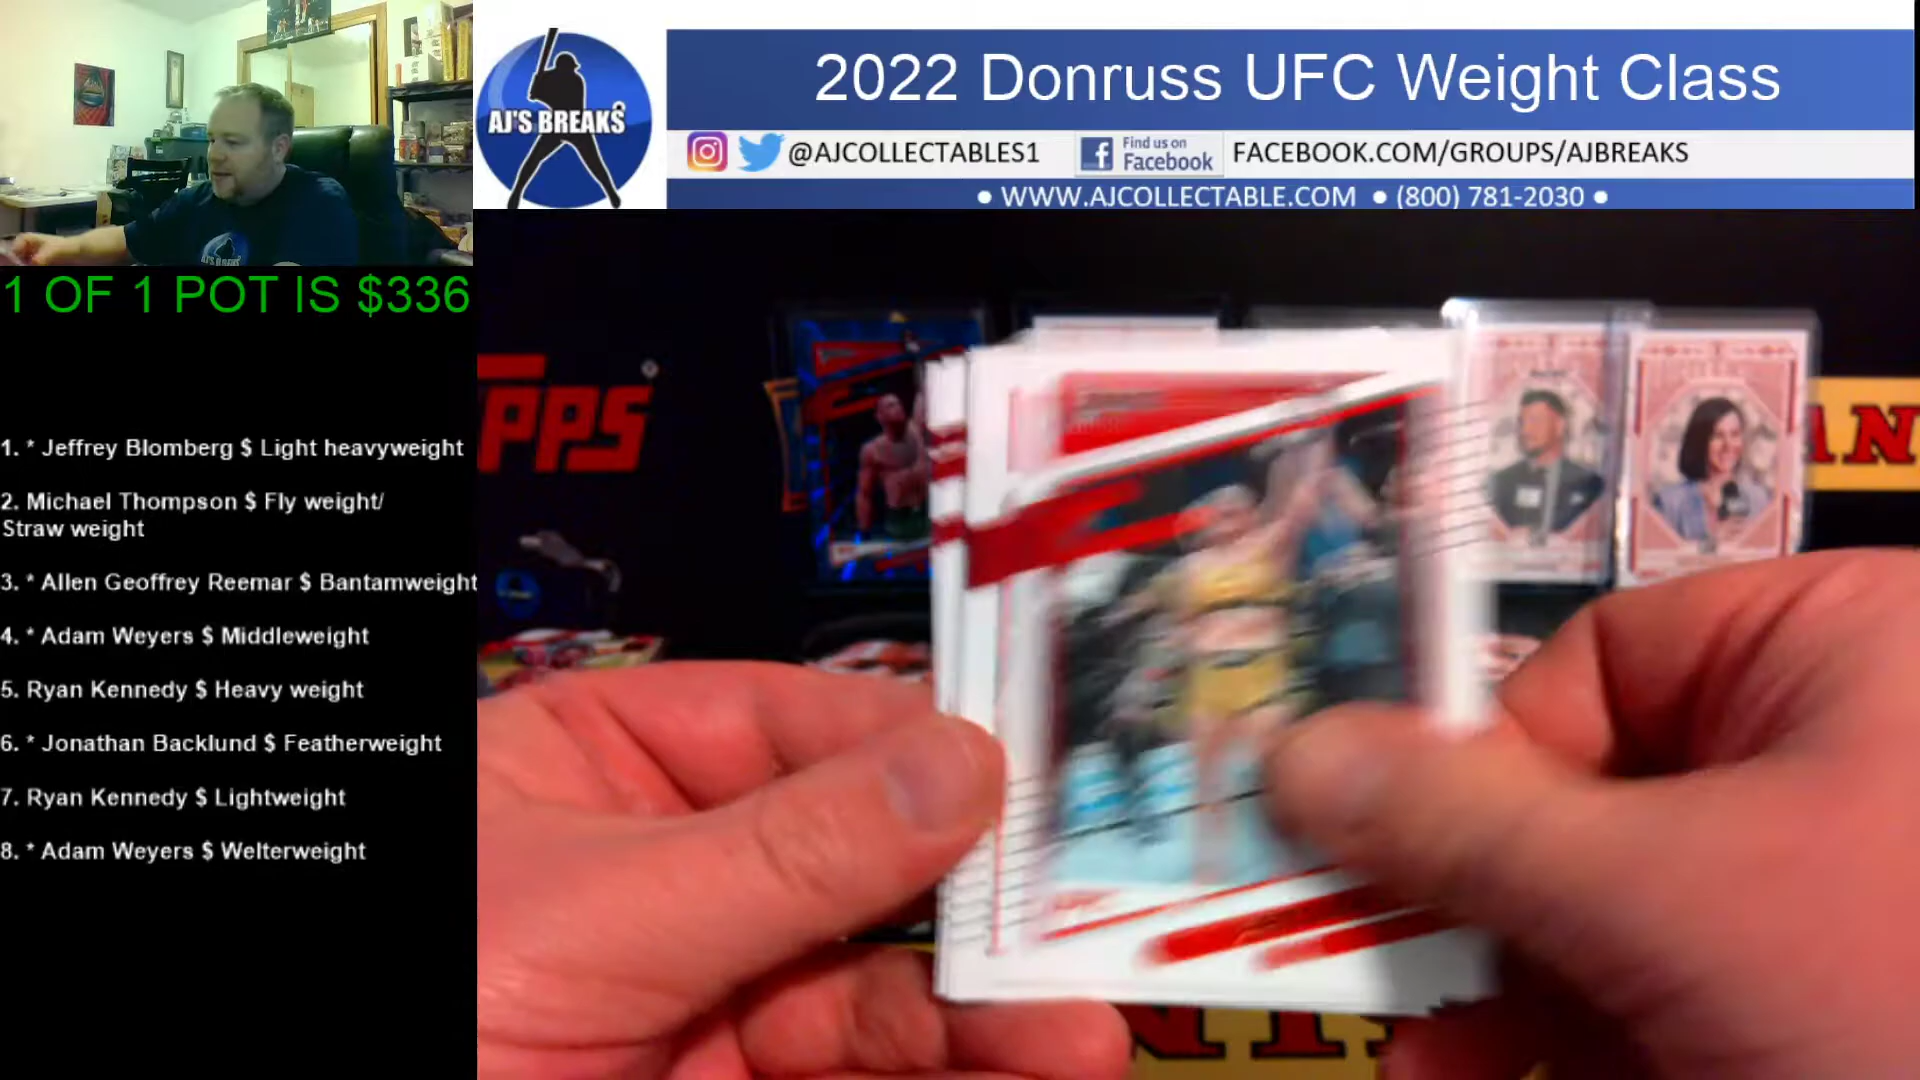 2022 Donruss UFC Weight Class
AJ'S BREAKS
@AJCOLLECTABLES1
Find us on
Facebook
FACEBOOK.COM/GROUPS/AJBREAKS
• WWW.AJCOLLECTABLE.COM • (800) 781-2030 •
1 OF 1 POT IS $336
1. * Jeffrey Blomberg $ Light heavyweight
2. Michael Thompson $ Fly weight/
Straw weight
3. * Allen Geoffrey Reemar $ Bantamweight
4. * Adam Weyers $ Middleweight
5. Ryan Kennedy $ Heavy weight
6. * Jonathan Backlund $ Featherweight
7. Ryan Kennedy $ Lightweight
8. * Adam Weyers $ Welterweight